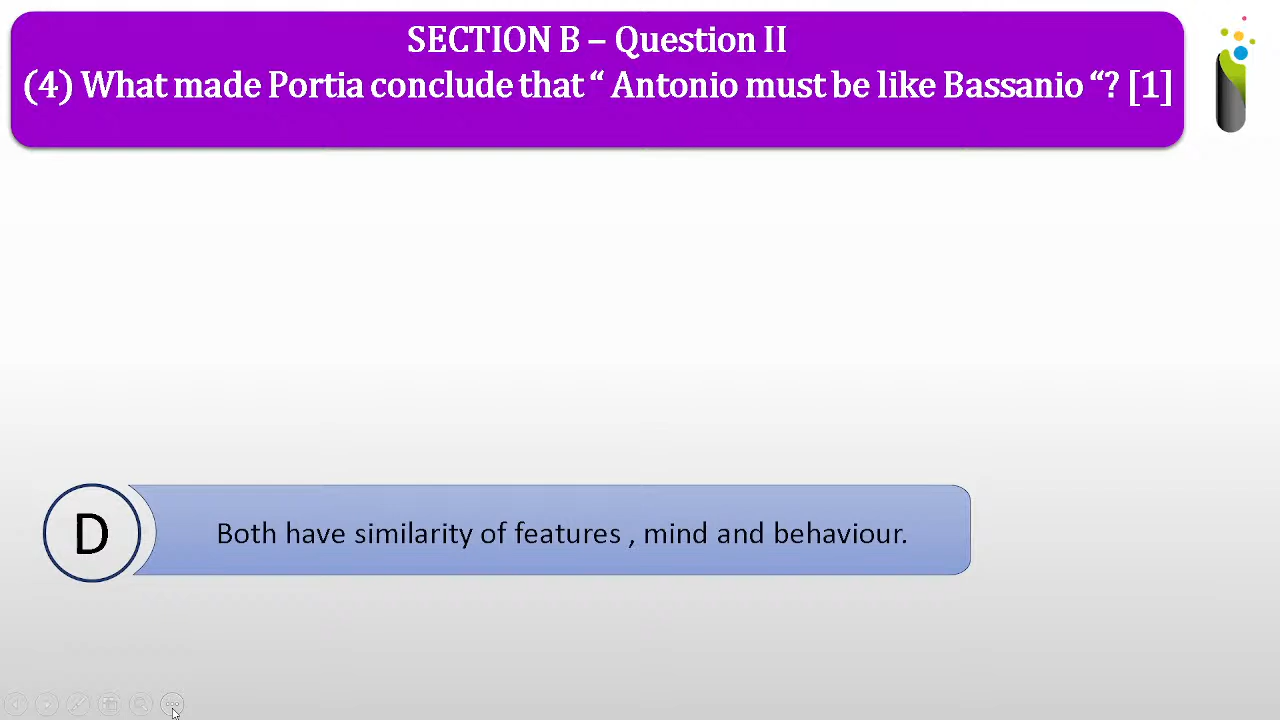 SECTION B – Question II
(4) What made Portia conclude that “ Antonio must be like Bassanio “? [1]
D
Both have similarity of features , mind and behaviour.